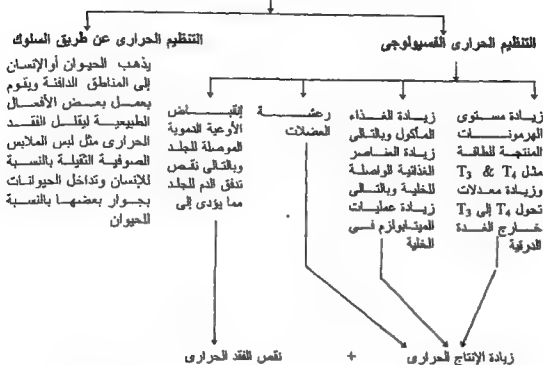 التنظيم الحرارى الفسيولوجى
التنظيم الحرارى عن طريق السلوك
زيادة مستوى
الهرمونات
المنتجة للطاقة
مثل T₄ & T₃
وزيادة معدلات
تحول T₄ إلى T₃
خارج الغدة
الدرقية
زيادة الغذاء
المأكول وبالتالى
زيادة العناصر
الغذائية الواصلة
للخلية وبالتالى
زيادة عمليات
الميتابوليزم فى
الخلية
رعشة
العضلات
إنقباض
الأوعية الدموية
الموصلة للجلد
وبالتالى نقص
تدفق الدم للجلد
مما يؤدى إلى
يذهب الحيوان أوالإنسان
إلى المناطق الدافئة ويقوم
بعمل بعض الأفعال
الطبيعية ليقلل الفقد
الحرارى مثل لبس الملابس
الصوفية الثقيلة بالنسبة
للإنسان وتداخل الحيوانات
بجوار بعضها بالنسبة
للحيوان
زيادة الإنتاج الحرارى + نقص الفقد الحرارى